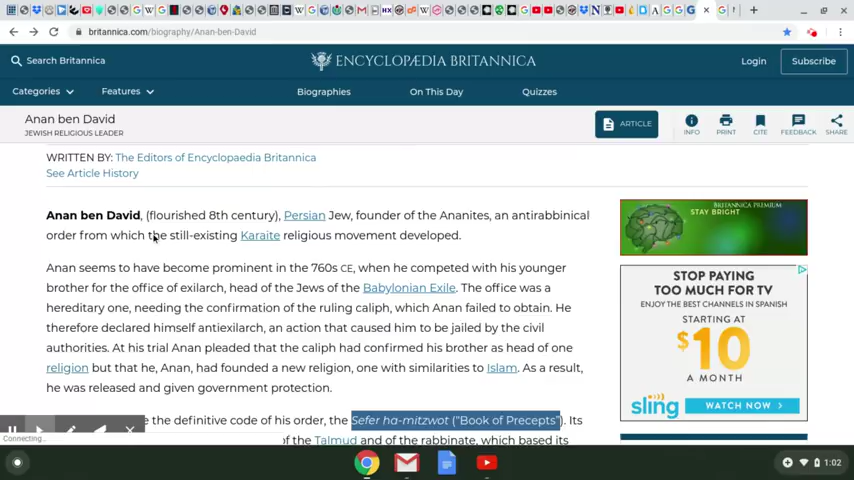 britannica.com/biography/Anan-ben-David
Search Britannica
ENCYCLOPÆDIA BRITANNICA
Login
Subscribe
Categories
Features
Biographies
On This Day
Quizzes
Anan ben David
JEWISH RELIGIOUS LEADER
ARTICLE
INFO
PRINT
CITE
FEEDBACK
SHARE
WRITTEN BY: The Editors of Encyclopaedia Britannica
See Article History
Anan ben David, (flourished 8th century), Persian Jew, founder of the Ananites, an antirabbinical
order from which the still-existing Karaite religious movement developed.
Anan seems to have become prominent in the 760s CE, when he competed with his younger
brother for the office of exilarch, head of the Jews of the Babylonian Exile. The office was a
hereditary one, needing the confirmation of the ruling caliph, which Anan failed to obtain. He
therefore declared himself antiexilarch, an action that caused him to be jailed by the civil
authorities. At his trial Anan pleaded that the caliph had confirmed his brother as head of one
religion but that he, Anan, had founded a new religion, one with similarities to Islam. As a result,
he was released and given government protection.
e the definitive code of his order, the Sefer ha-mitzwot ("Book of Precepts"). Its
of the Talmud and of the rabbinate, which based its
BRITANNICA PREMIUM
STAY BRIGHT
STOP PAYING
TOO MUCH FOR TV
ENJOY THE BEST CHANNELS IN SPANISH
STARTING AT
$10
A MONTH
sling
WATCH NOW
Connecting...
1:02